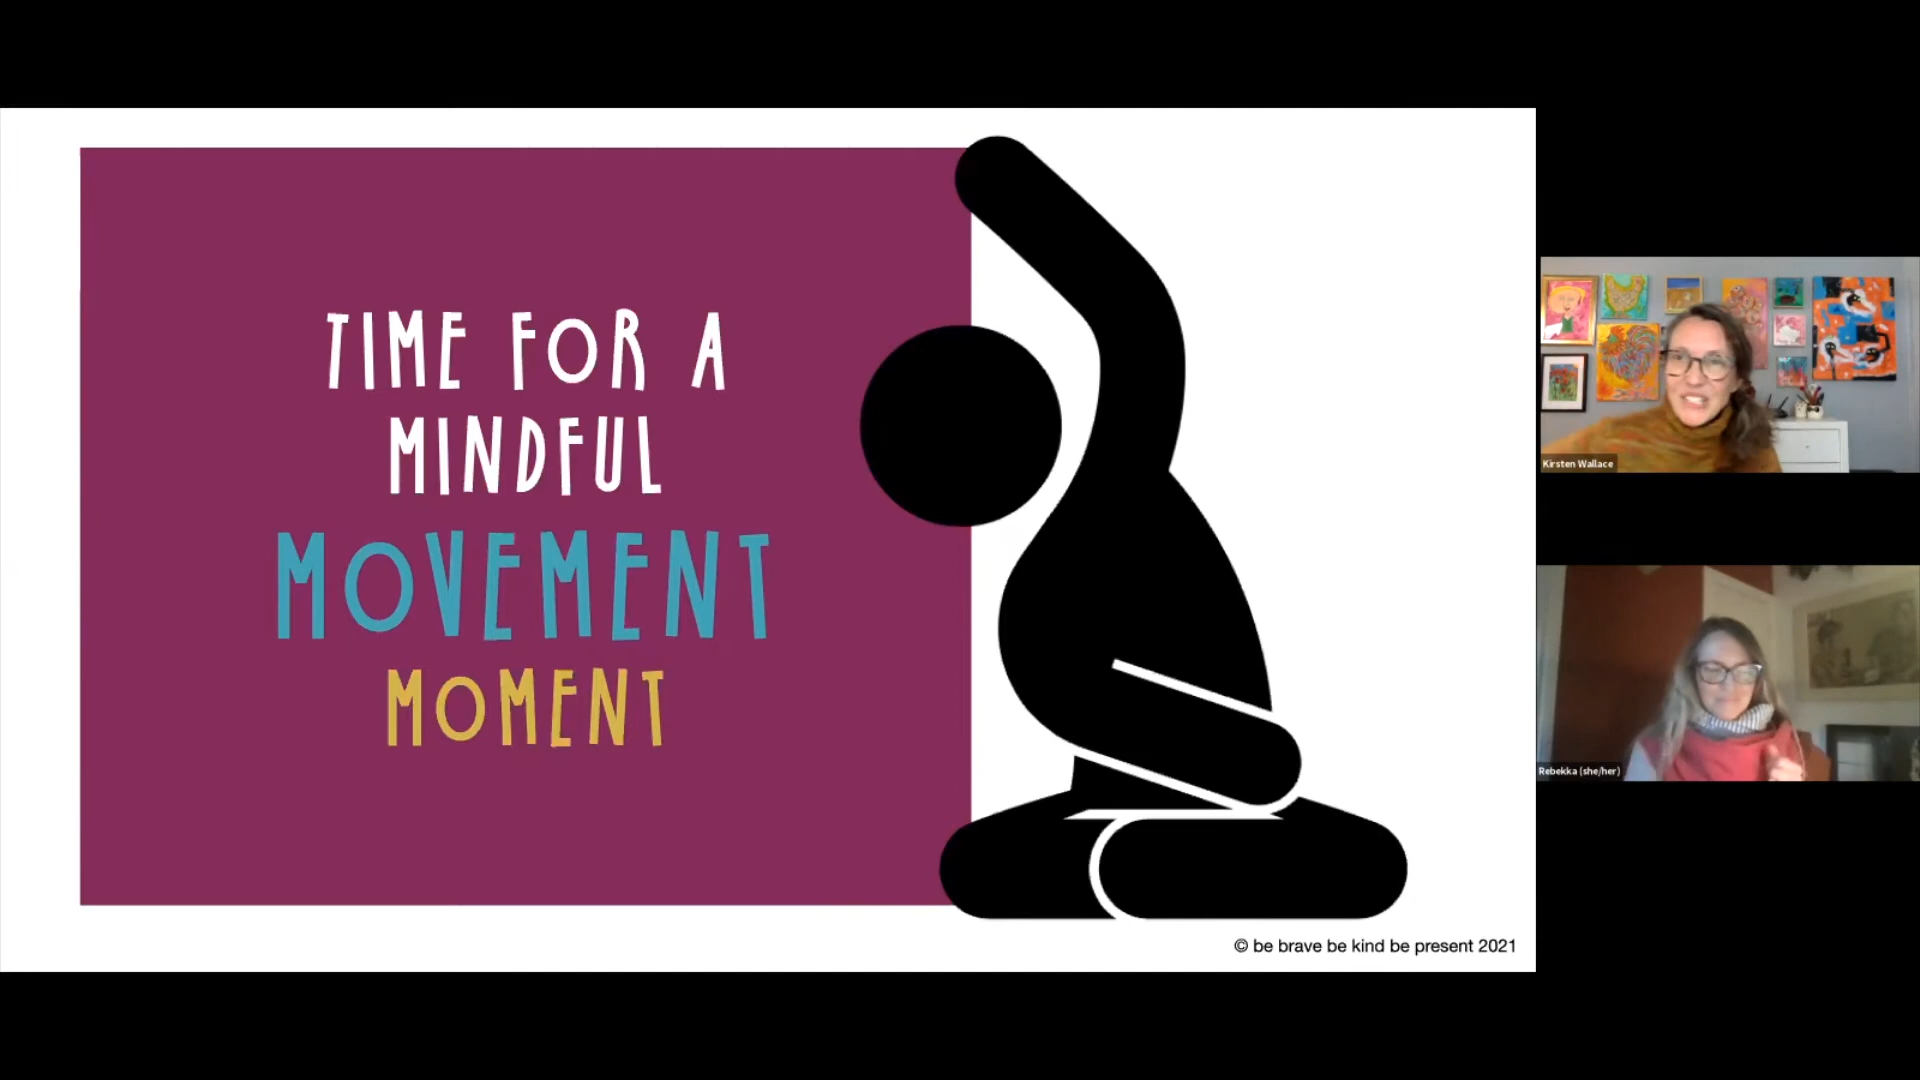 TIME FOR A
MINDFUL
MOVEMENT
MOMENT
© be brave be kind be present 2021
Kirsten Wallace
Rebekka (she/her)